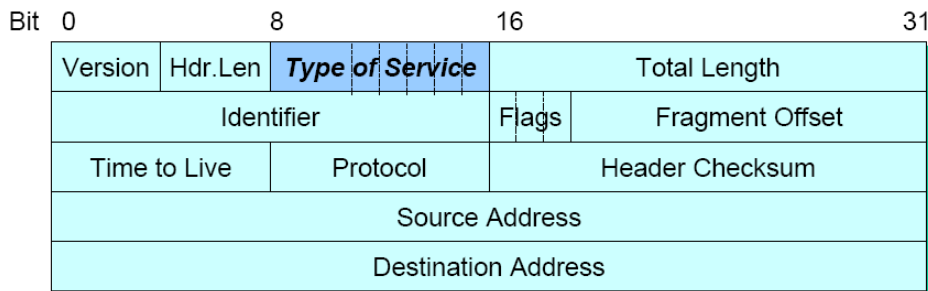 Bit 0 8 16 31
Version Hdr.Len Type of Service Total Length
Identifier Flags Fragment Offset
Time to Live Protocol Header Checksum
Source Address
Destination Address